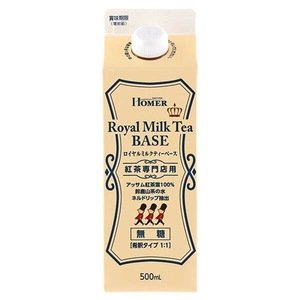 賞味期限
(開封前)
HOMER
Royal Milk Tea
BASE
ロイヤルミルクティーベース
紅茶専門店用
アッサム紅茶葉100%
鈴鹿山系の水
ネルドリップ抽出
無糖
[希釈タイプ 1:1]
500mL